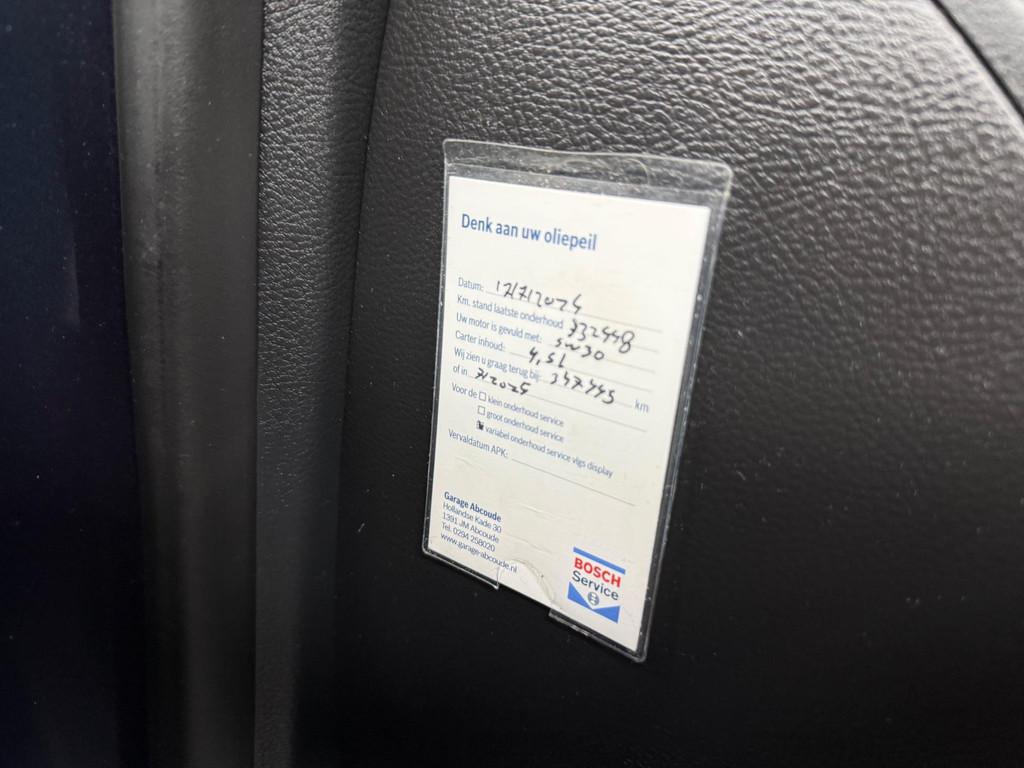 Denk aan uw oliepeil
Datum: 17/7/2024
Km. stand laatste onderhoud 332448
Uw motor is gevuld met: 5w30
Carter inhoud: 4,5L
Wij zien u graag terug bij: 347445 km
of in 7/2025
Voor de klein onderhoud service
groot onderhoud service
variabel onderhoud service vlgs display
Vervaldatum APK:
Garage Abcoude
Hollandse Kade 30
1391 JM Abcoude
Tel. 0294 258020
www.garage-abcoude.nl
BOSCH
Service